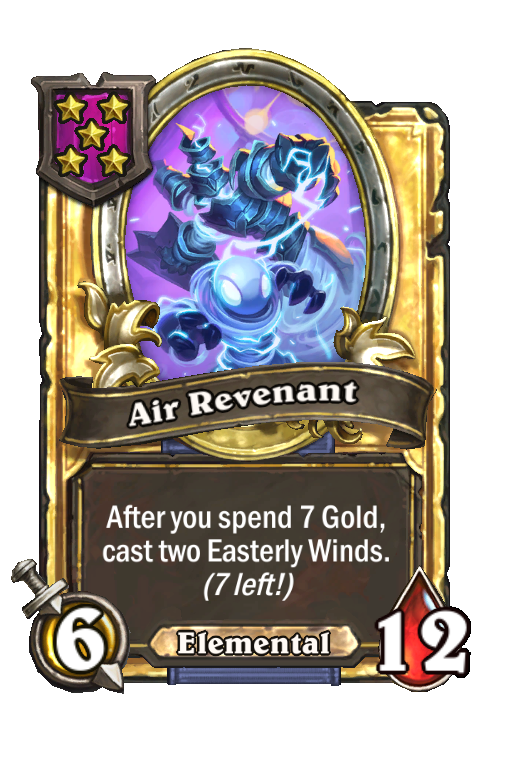 Air Revenant
After you spend 7 Gold,
cast two Easterly Winds.
(7 left!)
6
Elemental
12